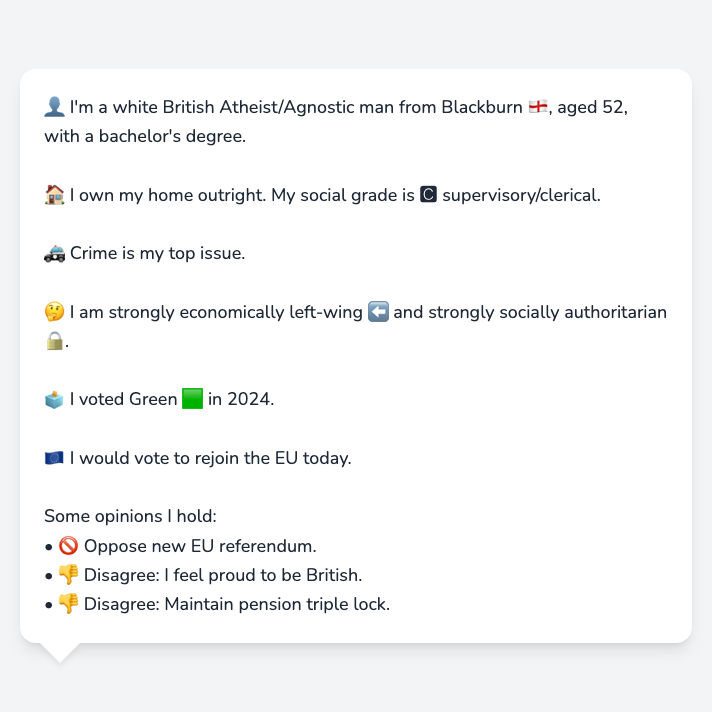 👤 I'm a white British Atheist/Agnostic man from Blackburn 🏴󠁧󠁢󠁥󠁮󠁧󠁿, aged 52,
with a bachelor's degree.
🏠 I own my home outright. My social grade is 🅲 supervisory/clerical.
🚓 Crime is my top issue.
🤔 I am strongly economically left-wing ⬅️ and strongly socially authoritarian
🔒.
🗳️ I voted Green 🟩 in 2024.
🇪🇺 I would vote to rejoin the EU today.
Some opinions I hold:
• 🚫 Oppose new EU referendum.
• 👎 Disagree: I feel proud to be British.
• 👎 Disagree: Maintain pension triple lock.